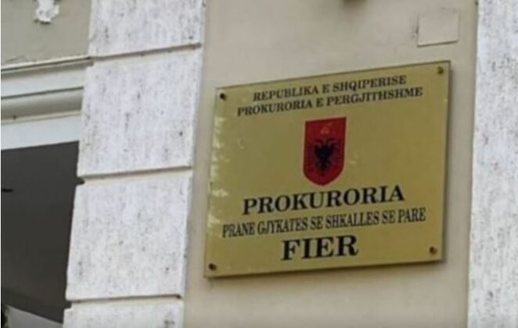 REPUBLIKA E SHQIPERISE
PROKURORIA E PERGJITHSHME
PROKURORIA
PRANE GJYKATES SE SHKALLES SE PARE
FIER